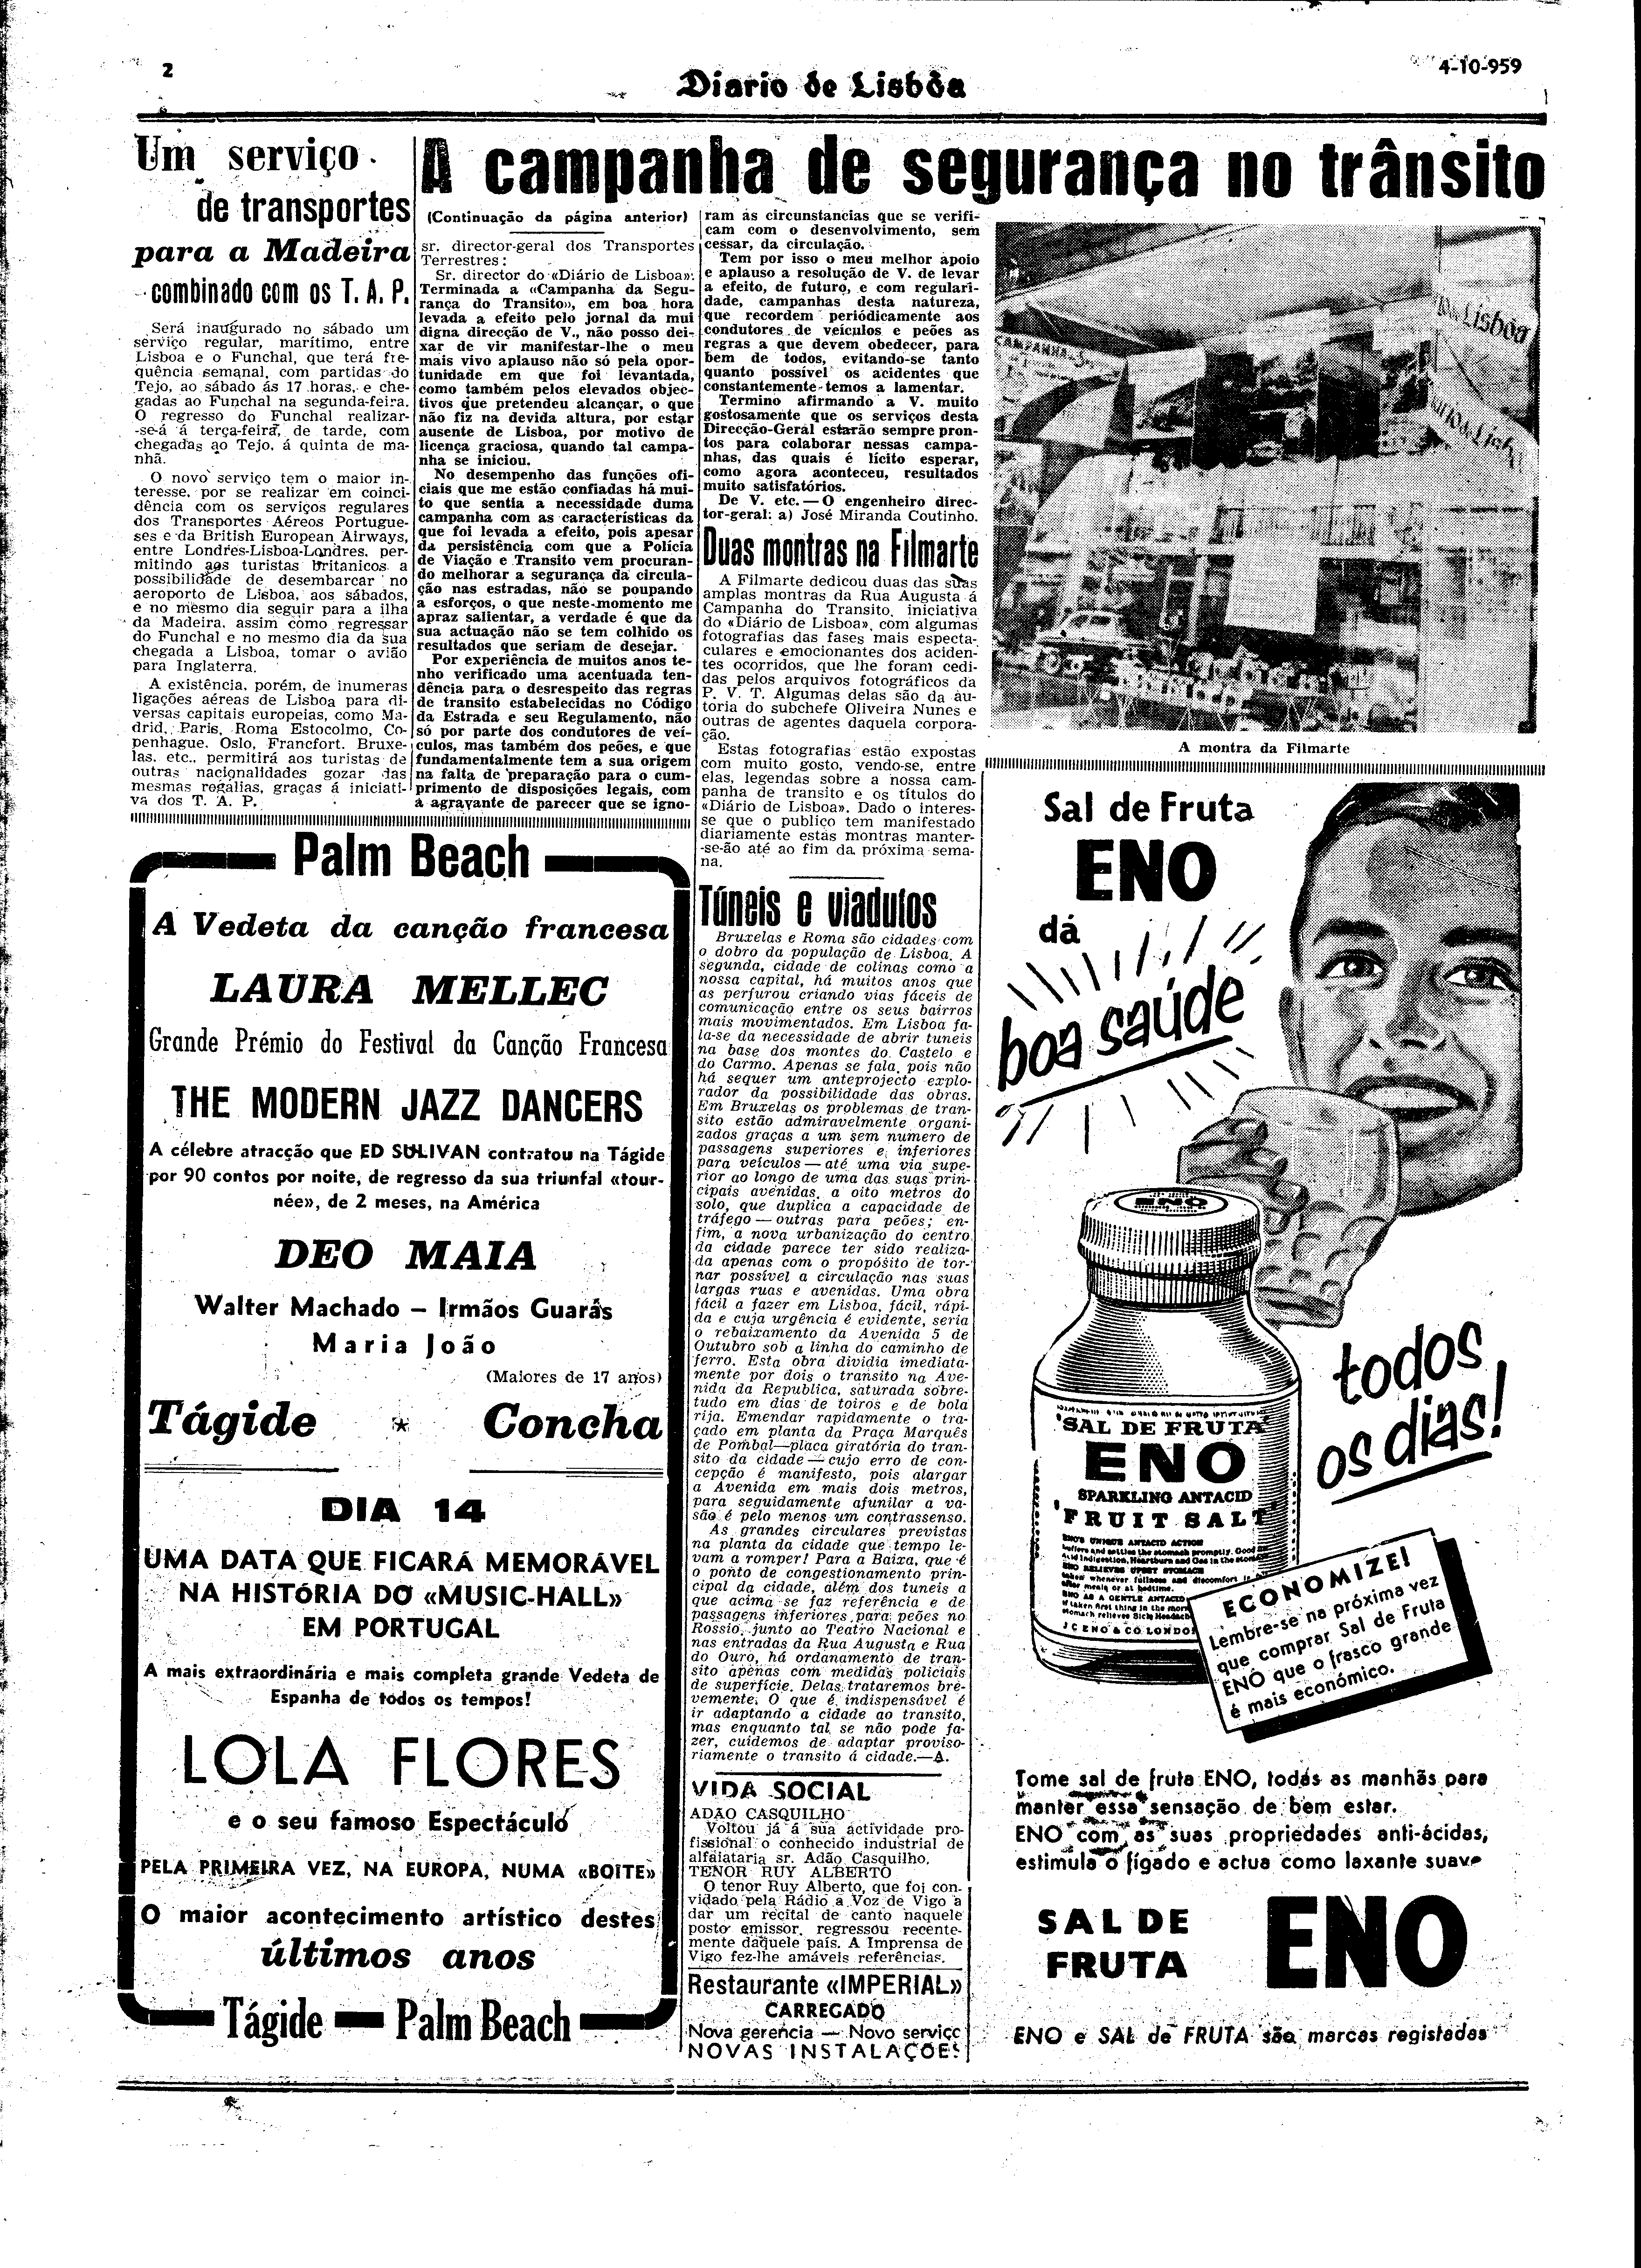 2
Diario de Lisbôa
4-10-959
Um serviço
de transportes
para a Madeira
combinado com os T. A. P.
Será inaugurado no sábado um
serviço regular, marítimo, entre
Lisboa e o Funchal, que terá fre-
quência semanal, com partidas do
Tejo, ao sábado ás 17 horas, e che-
gadas ao Funchal na segunda-feira.
O regresso do Funchal realizar-
-se-á á terça-feira, de tarde, com
chegadas ao Tejo, á quinta de ma-
nhã.
O novo serviço tem o maior in-
teresse, por se realizar em coinci-
dência com os serviços regulares
dos Transportes Aéreos Portugue-
ses e da British European Airways,
entre Londres-Lisboa-Londres, per-
mitindo aos turistas britanicos a
possibilidade de desembarcar no
aeroporto de Lisboa, aos sábados,
e no mesmo dia seguir para a ilha
da Madeira, assim como regressar
do Funchal e no mesmo dia da sua
chegada a Lisboa, tomar o avião
para Inglaterra.
A existência, porém, de inumeras
ligações aéreas de Lisboa para di-
versas capitais europeias, como Ma-
drid, Paris, Roma Estocolmo, Co-
penhague, Oslo, Francfort, Bruxe-
las, etc., permitirá aos turistas de
outras nacionalidades gozar das
mesmas regalias, graças á iniciati-
va dos T. A. P.
A campanha de segurança no trânsito
(Continuação da página anterior)
sr. director-geral dos Transportes
Terrestres:
Sr. director do «Diário de Lisboa»:
Terminada a «Campanha da Segu-
rança do Transito», em boa hora
levada a efeito pelo jornal da mui
digna direcção de V., não posso dei-
xar de vir manifestar-lhe o meu
mais vivo aplauso não só pela opor-
tunidade em que foi levantada,
como também pelos elevados objec-
tivos que pretendeu alcançar, o que
não fiz na devida altura, por estar
ausente de Lisboa, por motivo de
licença graciosa, quando tal campa-
nha se iniciou.
No desempenho das funções ofi-
ciais que me estão confiadas há mui-
to que sentia a necessidade duma
campanha com as características da
que foi levada a efeito, pois apesar
da persistência com que a Polícia
de Viação e Transito vem procuran-
do melhorar a segurança da circula-
ção nas estradas, não se poupando
a esforços, o que neste momento me
apraz salientar, a verdade é que da
sua actuação não se tem colhido os
resultados que seriam de desejar.
Por experiência de muitos anos te-
nho verificado uma acentuada ten-
dência para o desrespeito das regras
de transito estabelecidas no Código
da Estrada e seu Regulamento, não
só por parte dos condutores de veí-
culos, mas também dos peões, e que
fundamentalmente tem a sua origem
na falta de preparação para o cum-
primento de disposições legais, com
a agravante de parecer que se igno-
ram as circunstancias que se verifi-
cam com o desenvolvimento, sem
cessar, da circulação.
Tem por isso o meu melhor apoio
e aplauso a resolução de V. de levar
a efeito, de futuro, e com regulari-
dade, campanhas desta natureza,
que recordem periódicamente aos
condutores de veículos e peões as
regras a que devem obedecer, para
bem de todos, evitando-se tanto
quanto possível os acidentes que
constantemente temos a lamentar.
Termino afirmando a V. muito
gostosamente que os serviços desta
Direcção-Geral estarão sempre pron-
tos para colaborar nessas campa-
nhas, das quais é lícito esperar,
como agora aconteceu, resultados
muito satisfatórios.
De V. etc. — O engenheiro direc-
tor-geral: a) José Miranda Coutinho.
Duas montras na Filmarte
A Filmarte dedicou duas das suas
amplas montras da Rua Augusta á
Campanha do Transito, iniciativa
do «Diário de Lisboa», com algumas
fotografias das fases mais especta-
culares e emocionantes dos aciden-
tes ocorridos, que lhe foram cedi-
das pelos arquivos fotográficos da
P. V. T. Algumas delas são da au-
toria do subchefe Oliveira Nunes e
outras de agentes daquela corpora-
ção.
Estas fotografias estão expostas
com muito gosto, vendo-se, entre
elas, legendas sobre a nossa cam-
panha de transito e os títulos do
«Diário de Lisboa». Dado o interes-
se que o publico tem manifestado
diariamente estas montras manter-
-se-ão até ao fim da próxima sema-
na.
Túneis e viadutos
Bruxelas e Roma são cidades com
o dobro da população de Lisboa. A
segunda, cidade de colinas como a
nossa capital, há muitos anos que
as perfurou criando vias fáceis de
comunicação entre os seus bairros
mais movimentados. Em Lisboa fa-
la-se da necessidade de abrir tuneis
na base dos montes do Castelo e
do Carmo. Apenas se fala, pois não
há sequer um anteprojecto explo-
rador da possibilidade das obras.
Em Bruxelas os problemas de tran-
sito estão admiravelmente organi-
zados graças a um sem numero de
passagens superiores e inferiores
para veículos — até uma via supe-
rior ao longo de uma das suas prin-
cipais avenidas, a oito metros do
solo, que duplica a capacidade de
tráfego — outras para peões; en-
fim, a nova urbanização do centro
da cidade parece ter sido realiza-
da apenas com o propósito de tor-
nar possível a circulação nas suas
largas ruas e avenidas. Uma obra
fácil a fazer em Lisboa, fácil, rápi-
da e cuja urgência é evidente, seria
o rebaixamento da Avenida 5 de
Outubro sob a linha do caminho de
ferro. Esta obra dividia imediata-
mente por dois o transito na Ave-
nida da Republica, saturada sobre-
tudo em dias de toiros e de bola
rija. Emendar rapidamente o tra-
çado em planta da Praça Marquês
de Pombal—placa giratória do tran-
sito da cidade — cujo erro de con-
cepção é manifesto, pois alargar
a Avenida em mais dois metros,
para seguidamente afunilar a va-
são é pelo menos um contrassenso.
As grandes circulares previstas
na planta da cidade que tempo le-
vam a romper! Para a Baixa, que é
o ponto de congestionamento prin-
cipal da cidade, além dos tuneis a
que acima se faz referência e de
passagens inferiores para peões no
Rossio, junto ao Teatro Nacional e
nas entradas da Rua Augusta e Rua
do Ouro, há ordanamento de tran-
sito apenas com medidas policiais
de superfície. Delas trataremos bre-
vemente. O que é indispensável é
ir adaptando a cidade ao transito,
mas enquanto tal se não pode fa-
zer, cuidemos de adaptar proviso-
riamente o transito á cidade.—A.
VIDA SOCIAL
ADÃO CASQUILHO
Voltou já á sua actividade pro-
fissional o conhecido industrial de
alfaiataria sr. Adão Casquilho.
TENOR RUY ALBERTO
O tenor Ruy Alberto, que foi con-
vidado pela Rádio a Voz de Vigo a
dar um recital de canto naquele
posto emissor, regressou recente-
mente daquele país. A Imprensa de
Vigo fez-lhe amáveis referências.
Restaurante «IMPERIAL»
CARREGADO
Nova gerência — Novo serviço
NOVAS INSTALAÇÕES
CAMPANHA
Lisbôa
A montra da Filmarte
Palm Beach
A Vedeta da canção francesa
LAURA MELLEC
Grande Prémio do Festival da Canção Francesa
THE MODERN JAZZ DANCERS
A célebre atracção que ED SULIVAN contratou na Tágide
por 90 contos por noite, de regresso da sua triunfal «tour-
née», de 2 meses, na América
DEO MAIA
Walter Machado – Irmãos Guarás
Maria João
(Maiores de 17 anos)
Tágide * Concha
DIA 14
UMA DATA QUE FICARÁ MEMORÁVEL
NA HISTÓRIA DO «MUSIC-HALL»
EM PORTUGAL
A mais extraordinária e mais completa grande Vedeta de
Espanha de todos os tempos!
LOLA FLORES
e o seu famoso Espectáculo
PELA PRIMEIRA VEZ, NA EUROPA, NUMA «BOITE»
O maior acontecimento artístico destes
últimos anos
Tágide — Palm Beach
Sal de Fruta
ENO
dá
boa saúde
todos
os dias!
ENO
'SAL DE FRUTA'
ENO
SPARKLING ANTACID
'FRUIT SALT'
ENO'S UNIQUE ANTACID ACTION
buffers and settles the stomach promptly. Good
Acid Indigestion, Heartburn and Gas in the
ENO RELIEVES UPSET STOMACH
taken whenever fullness and discomfort
after meals or at bedtime.
ENO AS A GENTLE ANTACID
if taken first thing in the
stomach relieves Sick Headach
J C ENO & CO LONDO
ECONOMIZE!
Lembre-se na próxima vez
que comprar Sal de Fruta
ENO que o frasco grande
é mais económico.
Tome sal de fruta ENO, todas as manhãs para
manter essa sensação de bem estar.
ENO com as suas propriedades anti-ácidas,
estimula o fígado e actua como laxante suave
SAL DE
FRUTA
ENO
ENO e SAL de FRUTA são marcas registadas